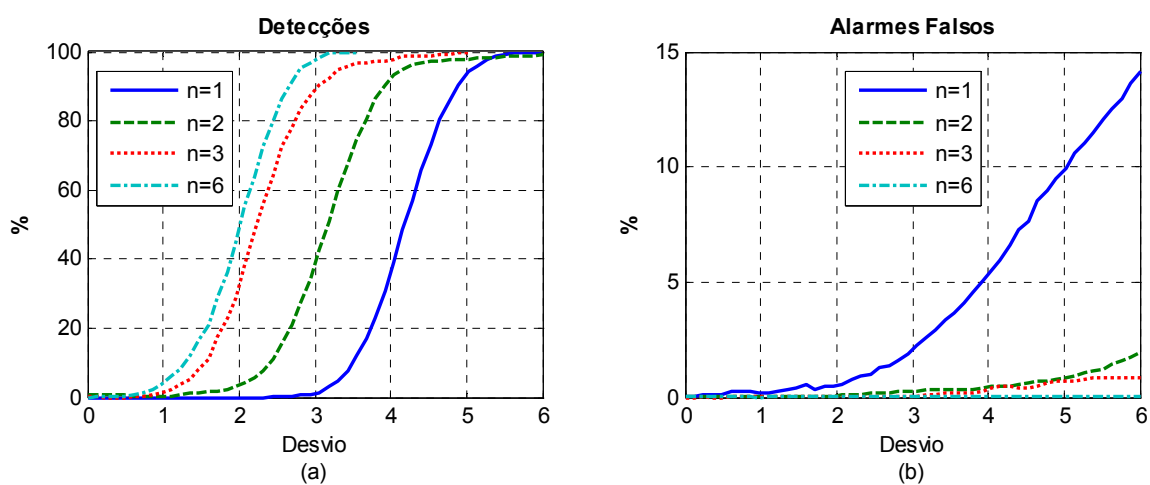 Detecções
100
80
60
40
20
0
%
n=1
n=2
n=3
n=6
0 1 2 3 4 5 6
Desvio
(a)
Alarmes Falsos
15
10
5
0
%
n=1
n=2
n=3
n=6
0 1 2 3 4 5 6
Desvio
(b)